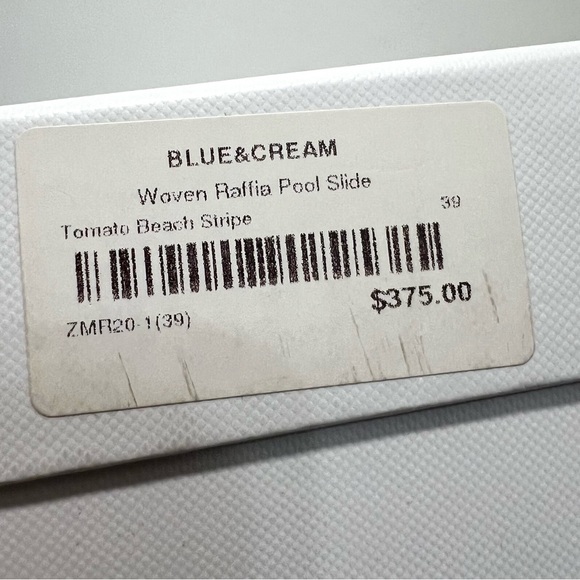 BLUE&CREAM
Woven Raffia Pool Slide
Tomato Beach Stripe 39
$375.00
ZMR20-1(39)